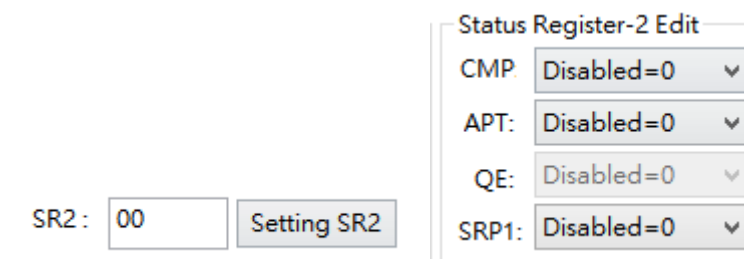 Status Register-2 Edit
CMP Disabled=0
APT: Disabled=0
QE: Disabled=0
SR2 : 00 Setting SR2
SRP1: Disabled=0